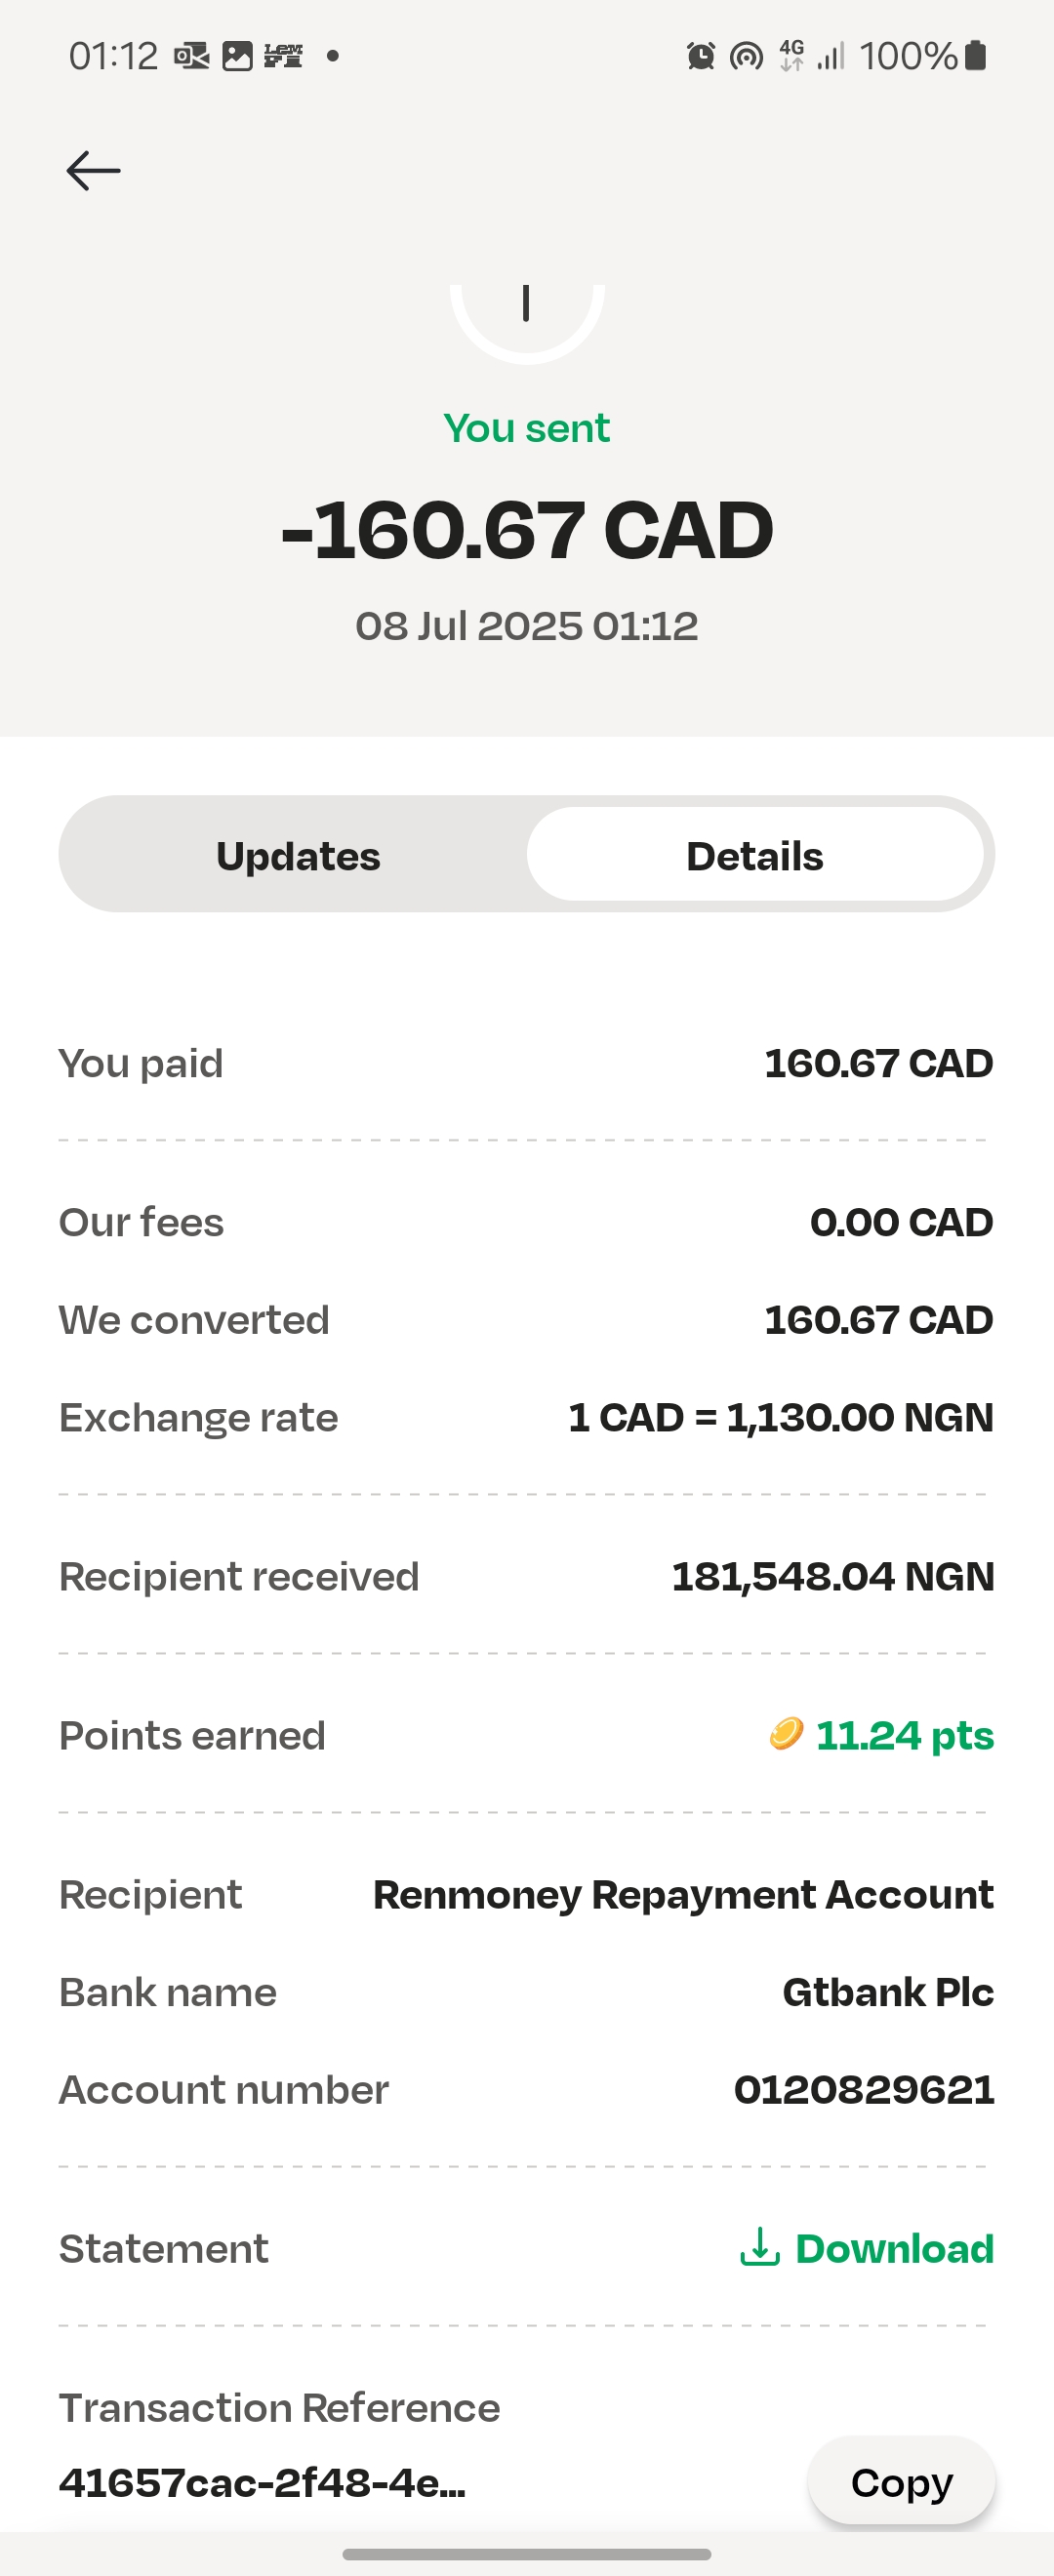 01:12 4G 100%
You sent
-160.67 CAD
08 Jul 2025 01:12
Updates Details
You paid 160.67 CAD
Our fees 0.00 CAD
We converted 160.67 CAD
Exchange rate 1 CAD = 1,130.00 NGN
Recipient received 181,548.04 NGN
Points earned 11.24 pts
Recipient Renmoney Repayment Account
Bank name Gtbank Plc
Account number 0120829621
Statement Download
Transaction Reference
41657cac-2f48-4e... Copy